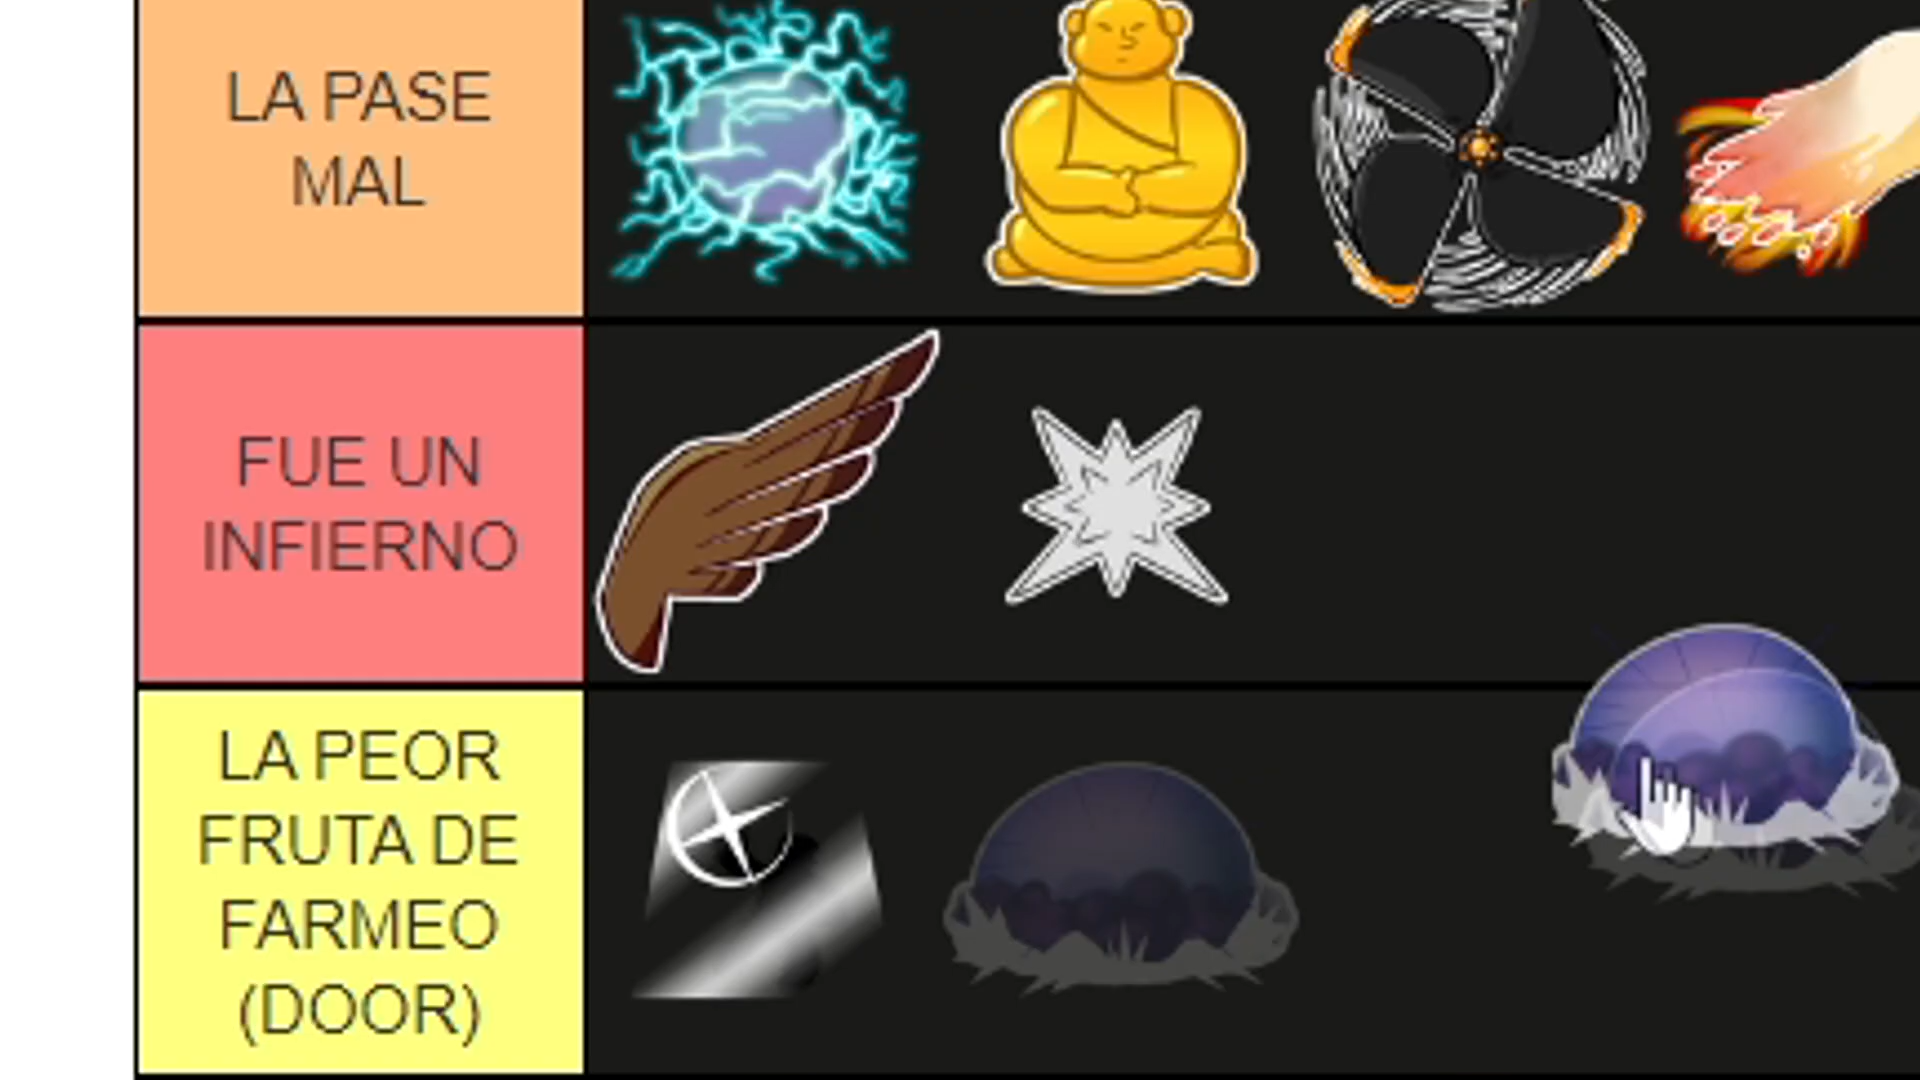 LA PASE
MAL
FUE UN
INFIERNO
LA PEOR
FRUTA DE
FARMEO
(DOOR)